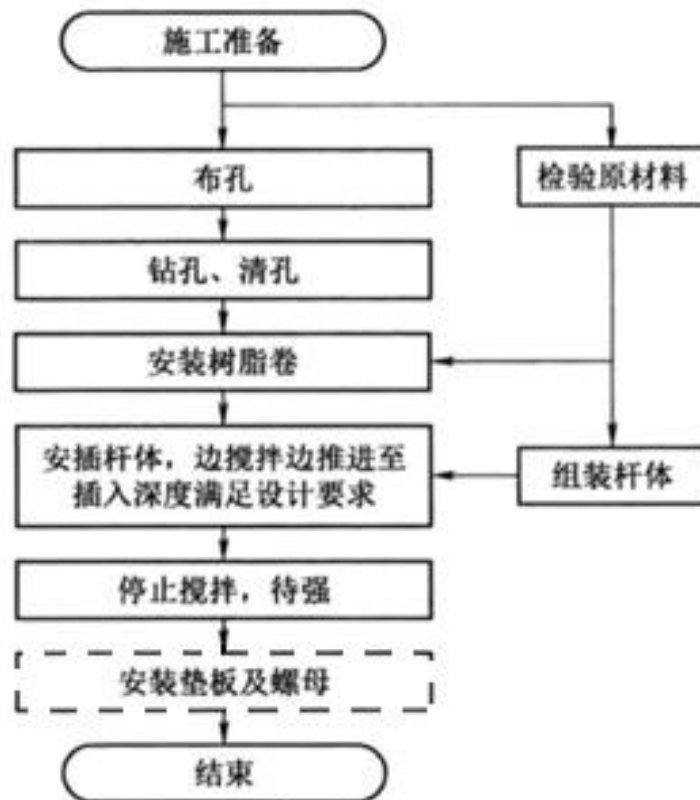 施工准备
布孔
检验原材料
钻孔、清孔
安装树脂卷
安插杆体，边搅拌边推进至
插入深度满足设计要求
组装杆体
停止搅拌，待强
安装垫板及螺母
结束